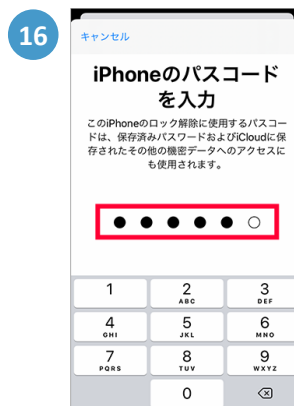 16
キャンセル
iPhoneのパスコード
を入力
このiPhoneのロック解除に使用するパスコー
ドは、保存済みパスワードおよびiCloudに保
存されたその他の機密データへのアクセスに
も使用されます。
1 2 3
ABC DEF
4 5 6
GHI JKL MNO
7 8 9
PQRS TUV WXYZ
0